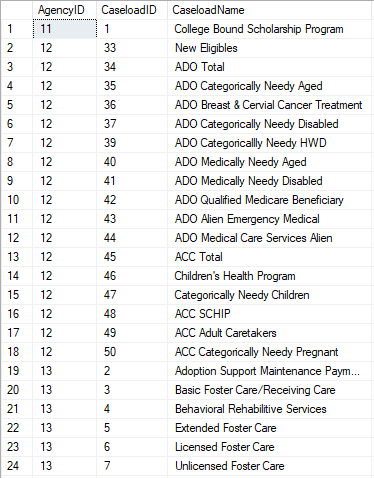 AgencyID CaseloadID CaseloadName
1 11 1 College Bound Scholarship Program
2 12 33 New Eligibles
3 12 34 ADO Total
4 12 35 ADO Categorically Needy Aged
5 12 36 ADO Breast & Cervial Cancer Treatment
6 12 37 ADO Categorically Needy Disabled
7 12 39 ADO Categoricallly Needy HWD
8 12 40 ADO Medically Needy Aged
9 12 41 ADO Medically Needy Disabled
10 12 42 ADO Qualified Medicare Beneficiary
11 12 43 ADO Alien Emergency Medical
12 12 44 ADO Medical Care Services Alien
13 12 45 ACC Total
14 12 46 Children's Health Program
15 12 47 Categorically Needy Children
16 12 48 ACC SCHIP
17 12 49 ACC Adult Caretakers
18 12 50 ACC Categorically Needy Pregnant
19 13 2 Adoption Support Maintenance Paym...
20 13 3 Basic Foster Care/Receiving Care
21 13 4 Behavioral Rehabilitive Services
22 13 5 Extended Foster Care
23 13 6 Licensed Foster Care
24 13 7 Unlicensed Foster Care